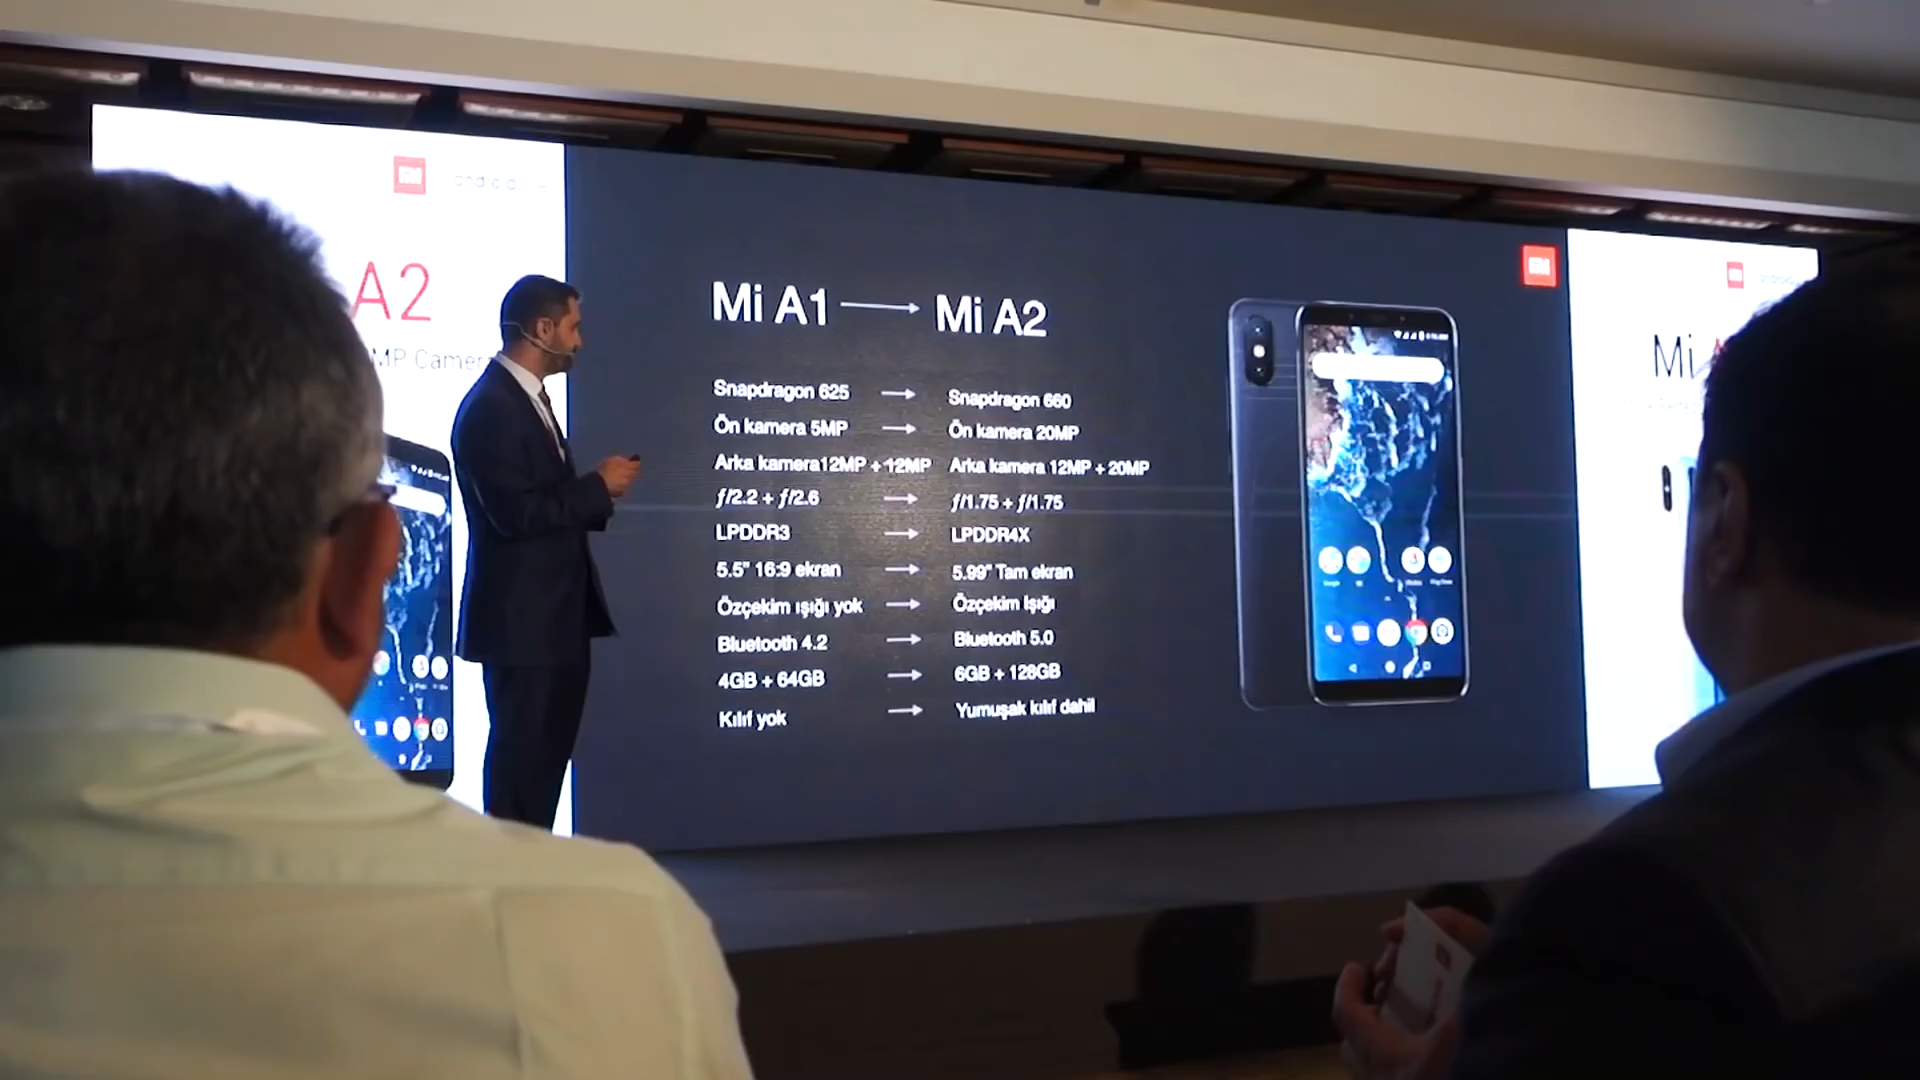 A2
MP Camera
Mi A1 → Mi A2
Snapdragon 625 → Snapdragon 660
Ön kamera 5MP → Ön kamera 20MP
Arka kamera12MP + 12MP → Arka kamera 12MP + 20MP
ƒ/2.2 + ƒ/2.6 → ƒ/1.75 + ƒ/1.75
LPDDR3 → LPDDR4X
5.5" 16:9 ekran → 5.99" Tam ekran
Özçekim ışığı yok → Özçekim Işığı
Bluetooth 4.2 → Bluetooth 5.0
4GB + 64GB → 6GB + 128GB
Kılıf yok → Yumuşak kılıf dahil
Mi